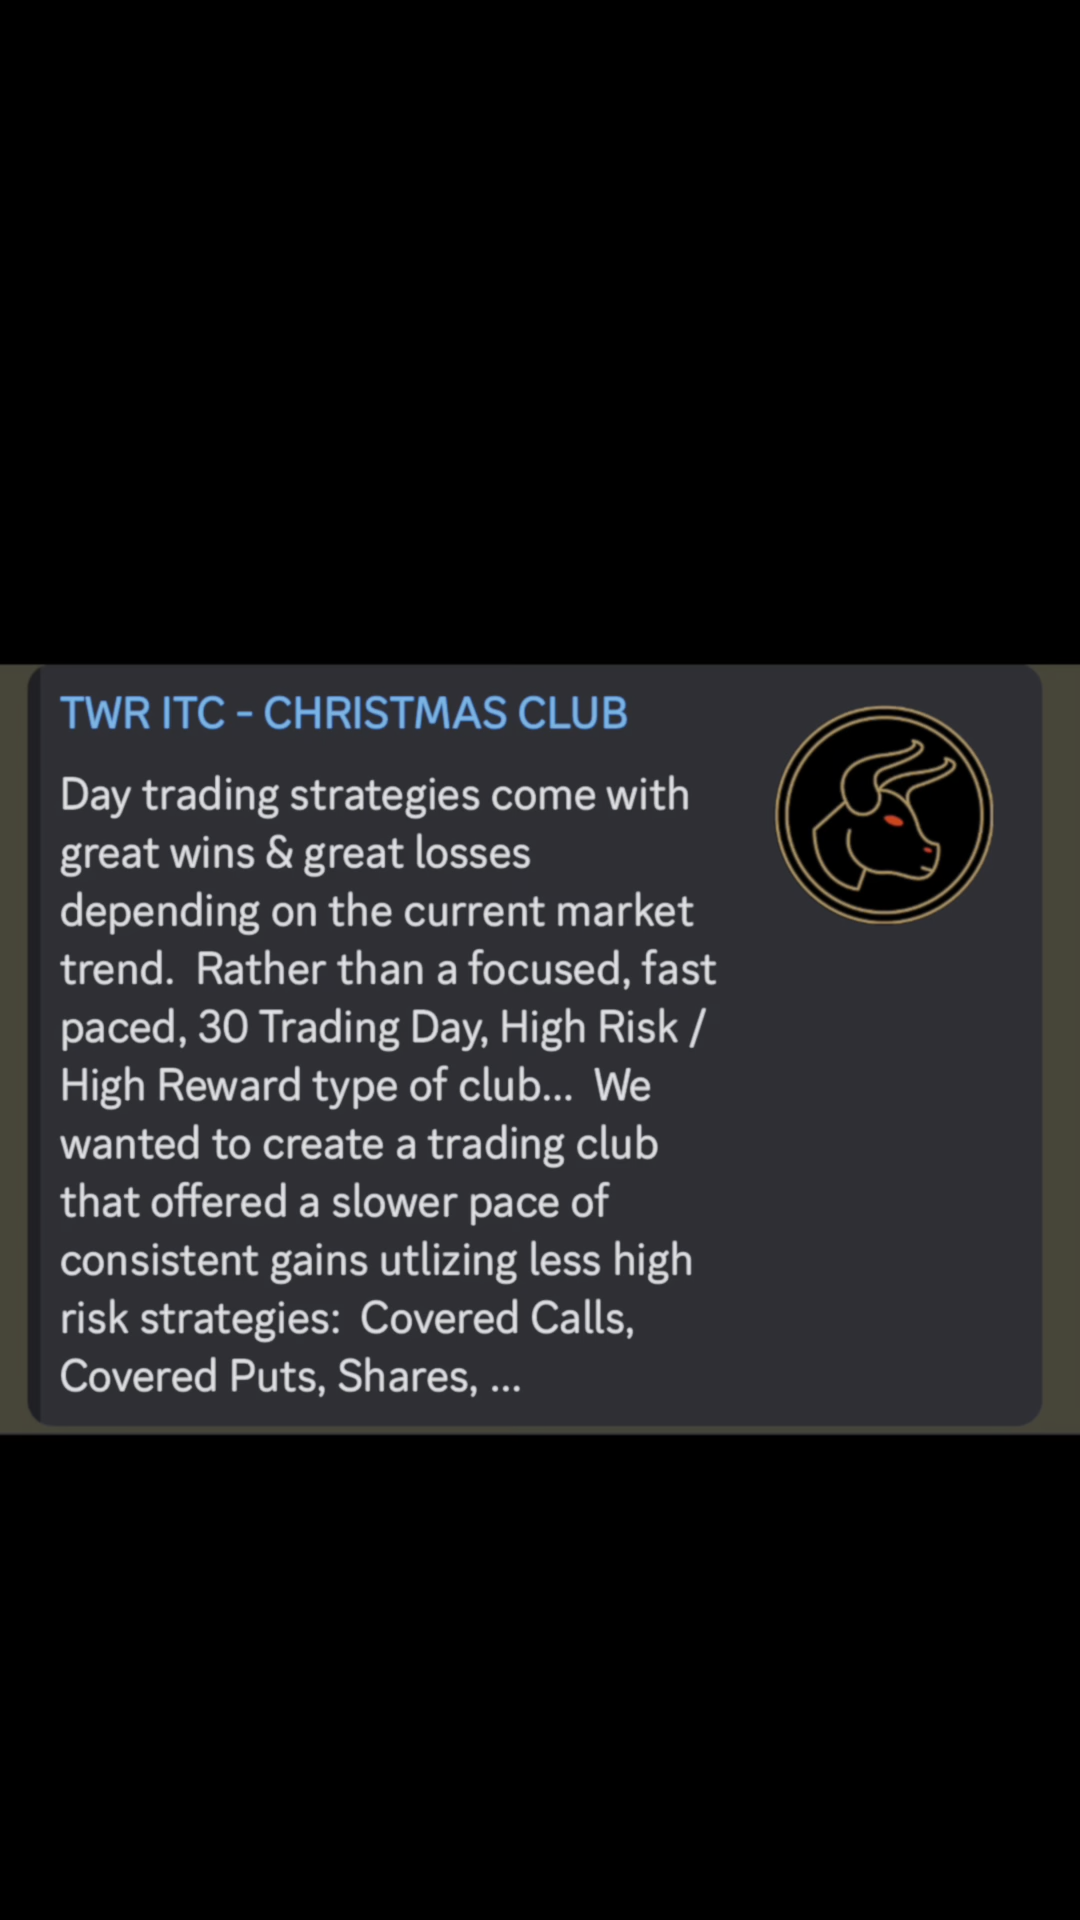 TWR ITC - CHRISTMAS CLUB
Day trading strategies come with
great wins & great losses
depending on the current market
trend.  Rather than a focused, fast
paced, 30 Trading Day, High Risk /
High Reward type of club...  We
wanted to create a trading club
that offered a slower pace of
consistent gains utlizing less high
risk strategies:  Covered Calls,
Covered Puts, Shares, ...